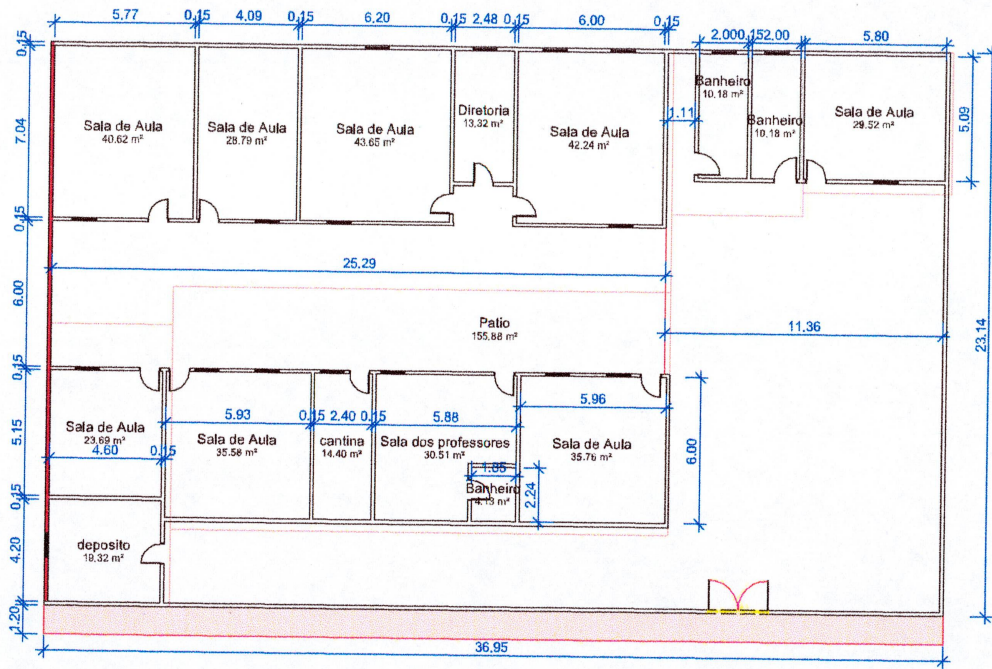 5,77 0,15 4.09 0,15 6,20 0,15 2,48 0,15 6.00 0,15
2.00 0.15 2.00 5.80
0,15
7,04
0,15
6.00
0,15
5,15
0,15
4.20
1.20
Sala de Aula
40.62 m²
Sala de Aula
28.79 m²
Sala de Aula
43.65 m²
Diretoria
13.32 m²
Sala de Aula
42.24 m²
1.11
Banheiro
10.18 m²
Banheiro
10.18 m²
Sala de Aula
29.52 m²
5.09
25.29
Patio
155.88 m²
11.36
23.14
Sala de Aula
23.69 m²
4.60 0.15
5.93 0.15 2.40 0.15 5.88
5.96
Sala de Aula
35.58 m²
cantina
14.40 m²
Sala dos professores
30.51 m²
1.85
Banheiro
4.13 m²
2.24
Sala de Aula
35.76 m²
6.00
deposito
19.32 m²
36,95